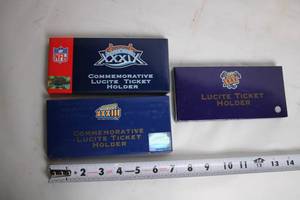 NFL
XXXIX
COMMEMORATIVE
LUCITE TICKET
HOLDER
XXXIII
COMMEMORATIVE
LUCITE TICKET
HOLDER
LUCITE TICKET
HOLDER
2 3 4 5 6 7 8 9 10 11 12 13 14